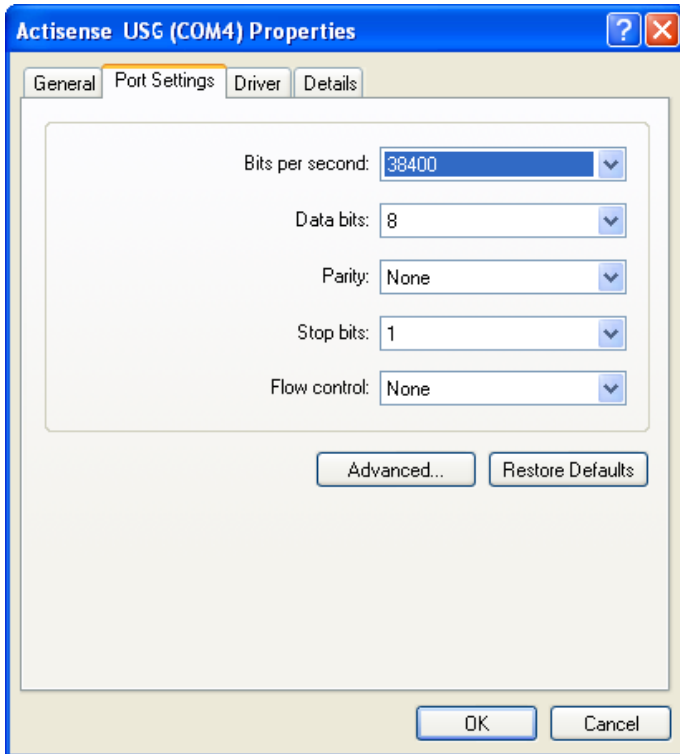 Actisense USG (COM4) Properties
General Port Settings Driver Details
Bits per second: 38400
Data bits: 8
Parity: None
Stop bits: 1
Flow control: None
Advanced... Restore Defaults
OK Cancel